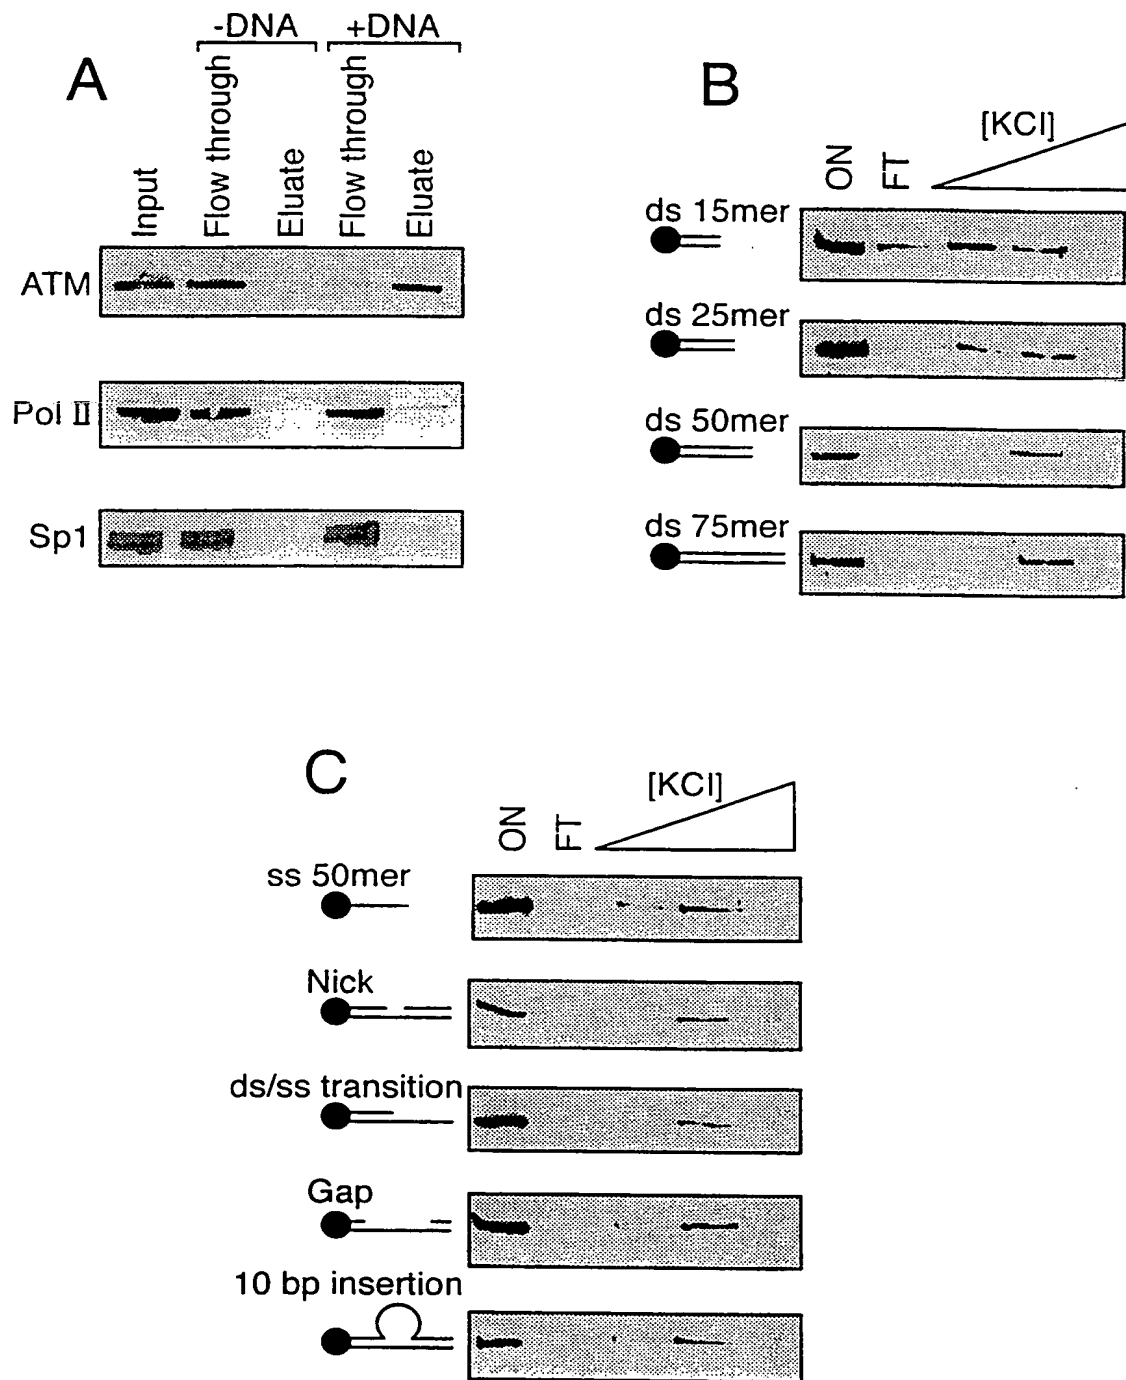 A
-DNA
+DNA
Input
Flow through
Eluate
Flow through
Eluate
ATM
Pol II
Sp1
B
ON
FT
[KCl]
ds 15mer
ds 25mer
ds 50mer
ds 75mer
C
ON
FT
[KCl]
ss 50mer
Nick
ds/ss transition
Gap
10 bp insertion